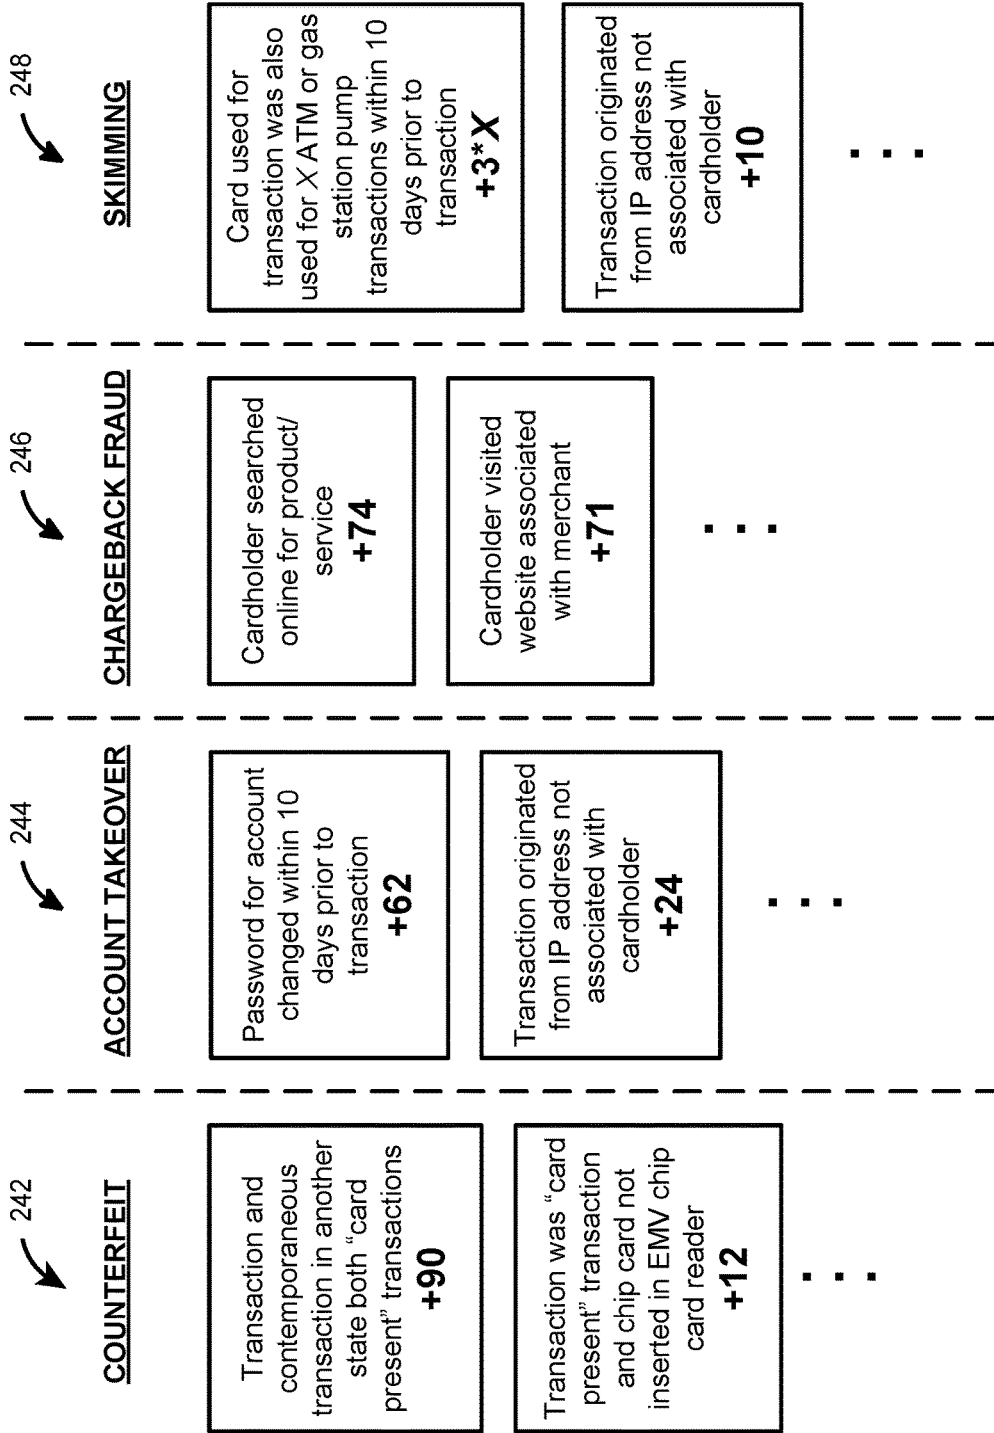 242
COUNTERFEIT
Transaction and
contemporaneous
transaction in another
state both “card
present” transactions
+90
Transaction was “card
present” transaction
and chip card not
inserted in EMV chip
card reader
+12
244
ACCOUNT TAKEOVER
Password for account
changed within 10
days prior to
transaction
+62
Transaction originated
from IP address not
associated with
cardholder
+24
246
CHARGEBACK FRAUD
Cardholder searched
online for product/
service
+74
Cardholder visited
website associated
with merchant
+71
248
SKIMMING
Card used for
transaction was also
used for X ATM or gas
station pump
transactions within 10
days prior to
transaction
+3*X
Transaction originated
from IP address not
associated with
cardholder
+10